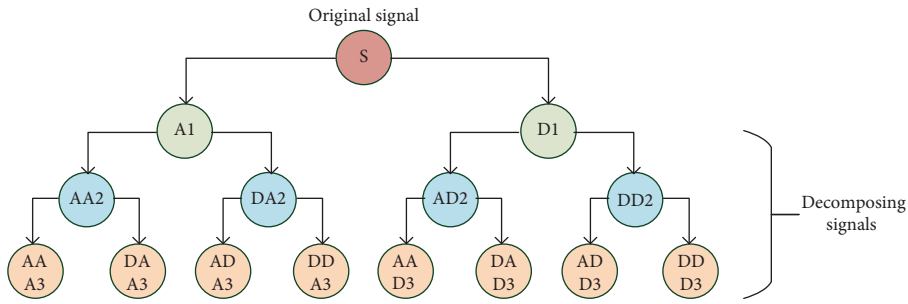 Original signal
S
A1
D1
AA2
DA2
AD2
DD2
Decomposing
signals
AA
A3
DA
A3
AD
A3
DD
A3
AA
D3
DA
D3
AD
D3
DD
D3